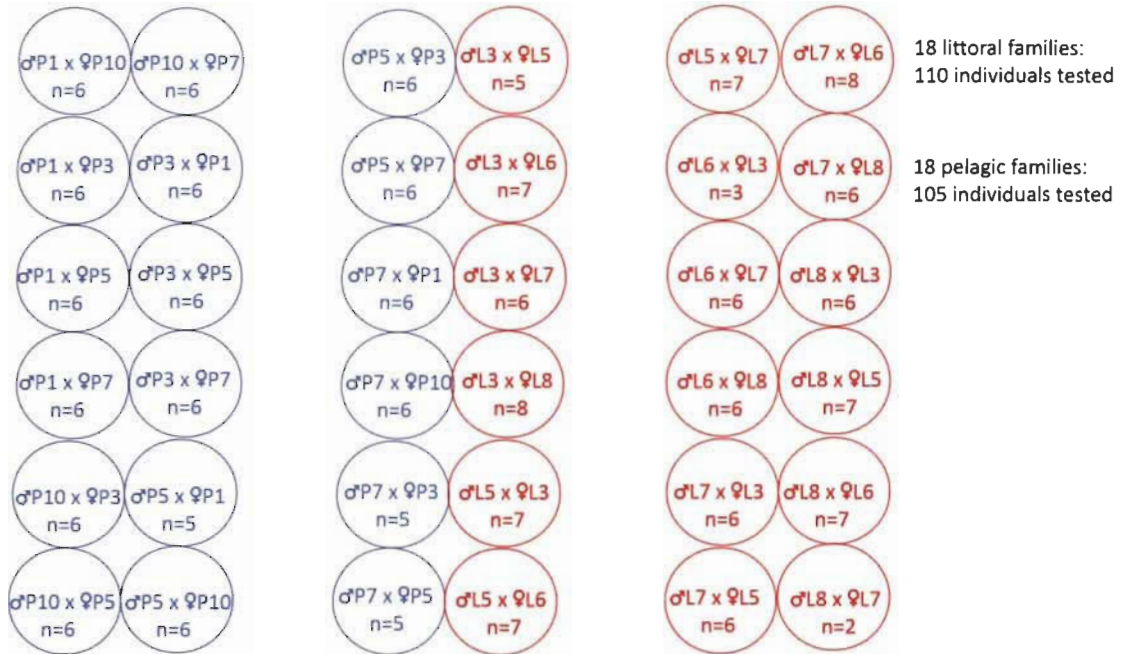 ♂P1 x ♀P10
n=6
♂P10 x ♀P7
n=6
♂P1 x ♀P3
n=6
♂P3 x ♀P1
n=6
♂P1 x ♀P5
n=6
♂P3 x ♀P5
n=6
♂P1 x ♀P7
n=6
♂P3 x ♀P7
n=6
♂P10 x ♀P3
n=6
♂P5 x ♀P1
n=5
♂P10 x ♀P5
n=6
♂P5 x ♀P10
n=6
♂P5 x ♀P3
n=6
♂L3 x ♀L5
n=5
♂P5 x ♀P7
n=6
♂L3 x ♀L6
n=7
♂P7 x ♀P1
n=6
♂L3 x ♀L7
n=6
♂P7 x ♀P10
n=6
♂L3 x ♀L8
n=8
♂P7 x ♀P3
n=5
♂L5 x ♀L3
n=7
♂P7 x ♀P5
n=5
♂L5 x ♀L6
n=7
♂L5 x ♀L7
n=7
♂L7 x ♀L6
n=8
♂L6 x ♀L3
n=3
♂L7 x ♀L8
n=6
♂L6 x ♀L7
n=6
♂L8 x ♀L3
n=6
♂L6 x ♀L8
n=6
♂L8 x ♀L5
n=7
♂L7 x ♀L3
n=6
♂L8 x ♀L6
n=7
♂L7 x ♀L5
n=6
♂L8 x ♀L7
n=2
18 littoral families:
110 individuals tested
18 pelagic families:
105 individuals tested